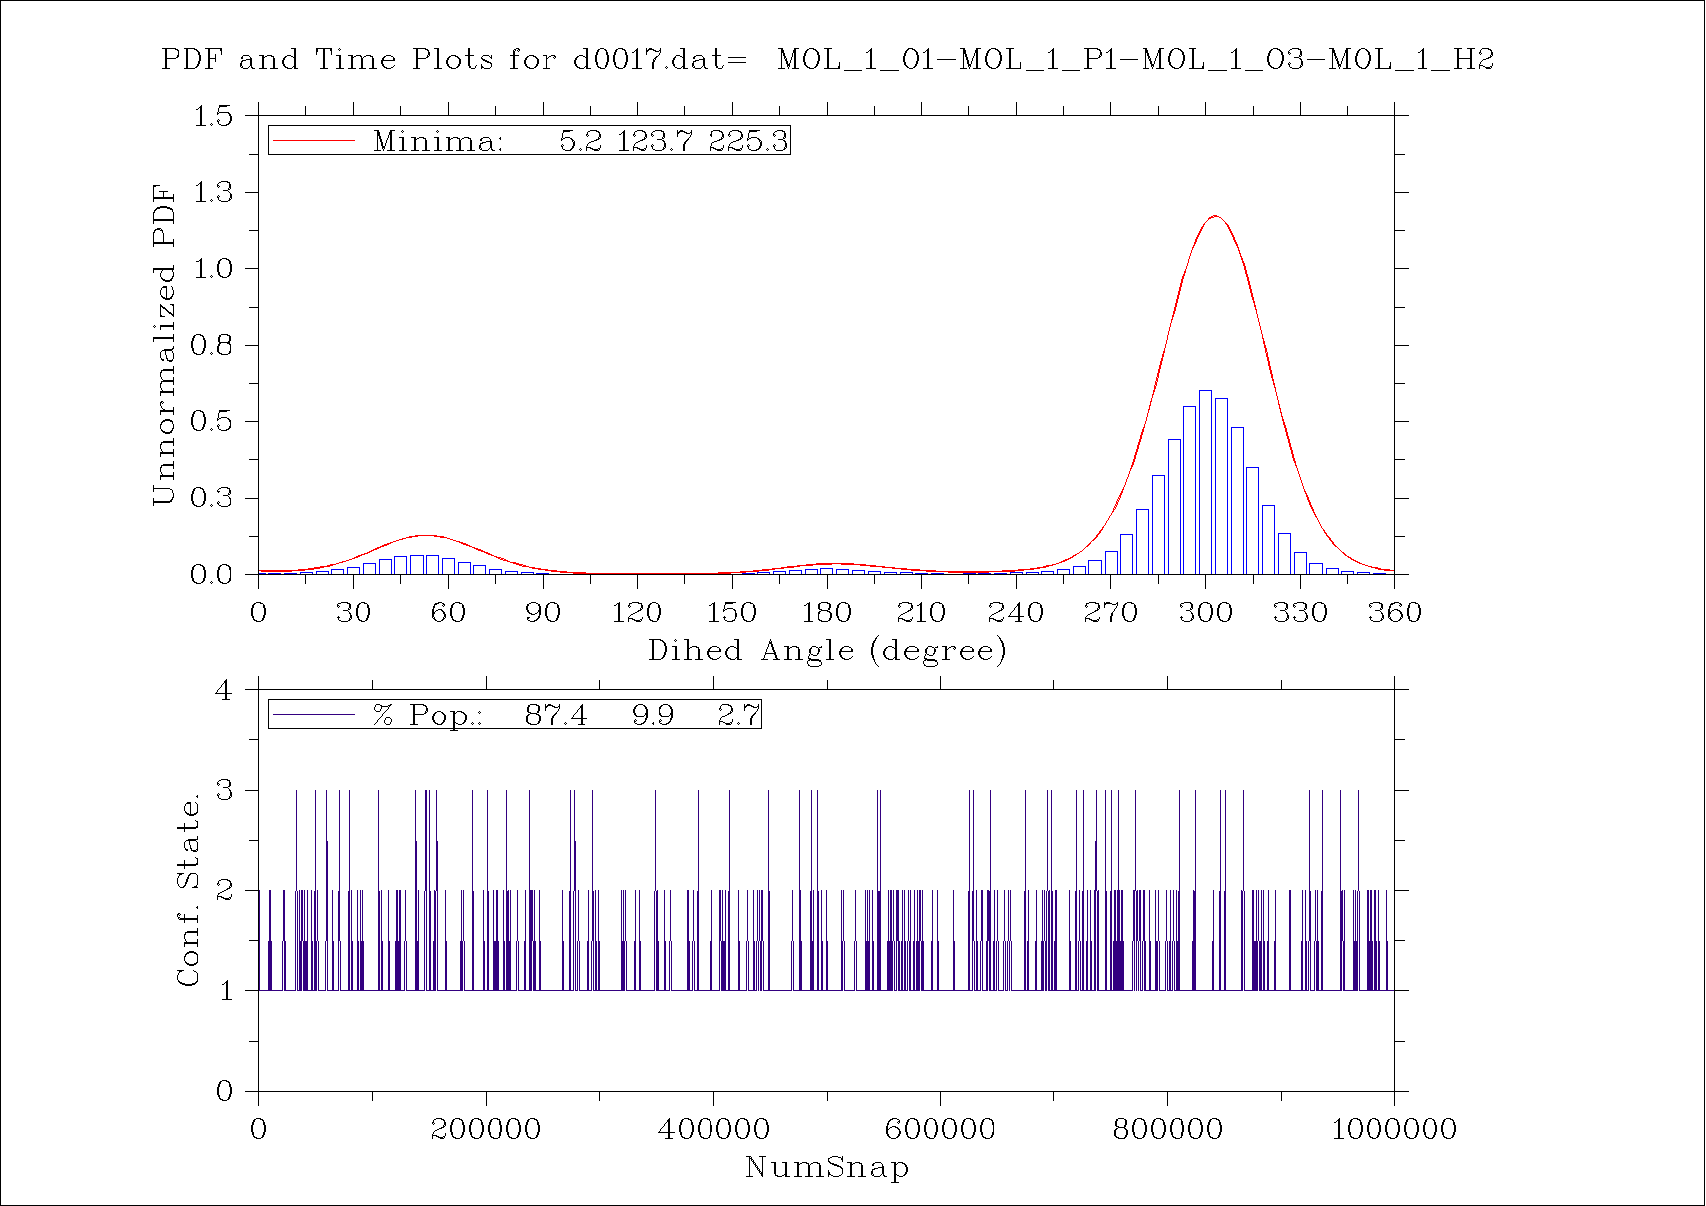 PDF and Time Plots for d0017.dat= MOL_1_O1-MOL_1_P1-MOL_1_O3-MOL_1_H2
1.5
Minima: 5.2 123.7 225.3
1.3
1.0
0.8
0.5
0.3
0.0
Unnormalized PDF
0 30 60 90 120 150 180 210 240 270 300 330 360
Dihed Angle (degree)
4
% Pop.: 87.4 9.9 2.7
3
2
1
0
Conf. State.
0 200000 400000 600000 800000 1000000
NumSnap